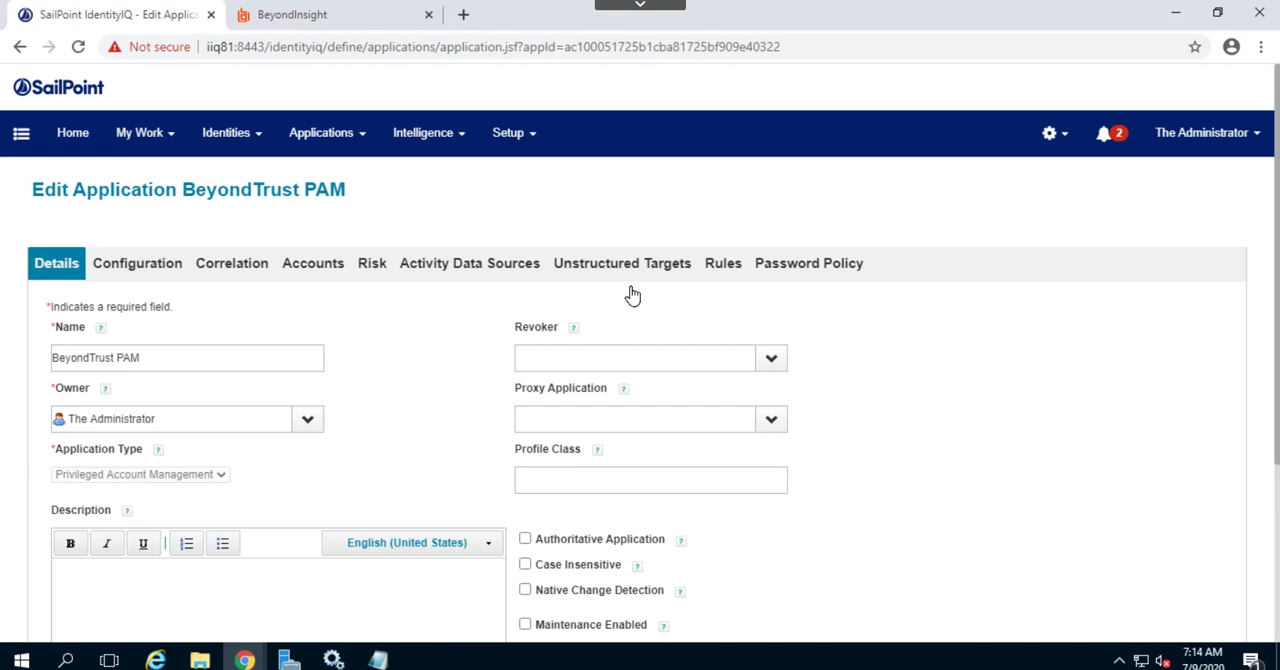 SailPoint IdentityIQ - Edit Applica
BeyondInsight
Not secure
iiq81:8443/identityiq/define/applications/application.jsf?appId=ac100051725b1cba81725bf909e40322
SailPoint
Home My Work Identities Applications Intelligence Setup 2 The Administrator
Edit Application BeyondTrust PAM
Details Configuration Correlation Accounts Risk Activity Data Sources Unstructured Targets Rules Password Policy
*Indicates a required field.
*Name ?
BeyondTrust PAM
*Owner ?
The Administrator
*Application Type ?
Privileged Account Management
Description ?
B I U English (United States)
Revoker ?
Proxy Application ?
Profile Class ?
Authoritative Application ?
Case Insensitive ?
Native Change Detection ?
Maintenance Enabled ?
7:14 AM
7/9/2020
1